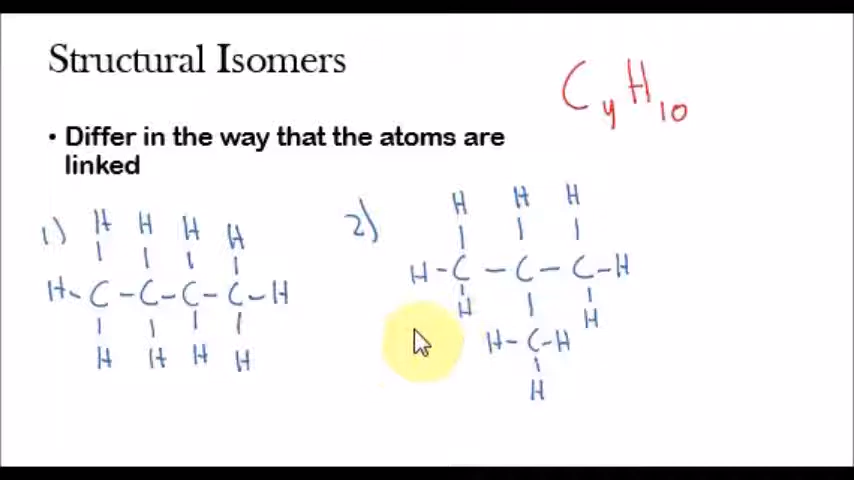 Structural Isomers
C4H10
• Differ in the way that the atoms are
linked
1)
H H H H
H-C-C-C-C-H
H H H H
2)
H H H
H-C-C-C-H
H H
H-C-H
H